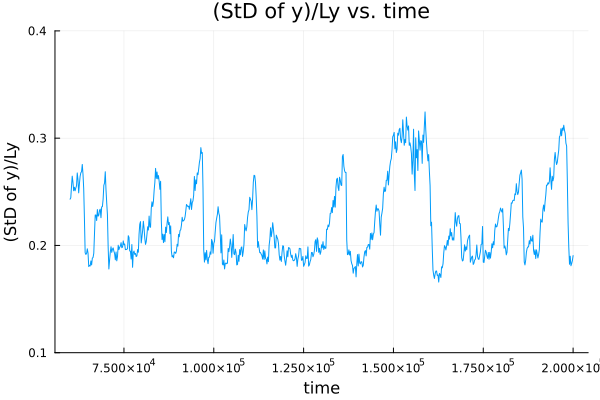 (StD of y)/Ly vs. time
(StD of y)/Ly
0.4
0.3
0.2
0.1
7.500×10⁴ 1.000×10⁵ 1.250×10⁵ 1.500×10⁵ 1.750×10⁵ 2.000×10⁵
time